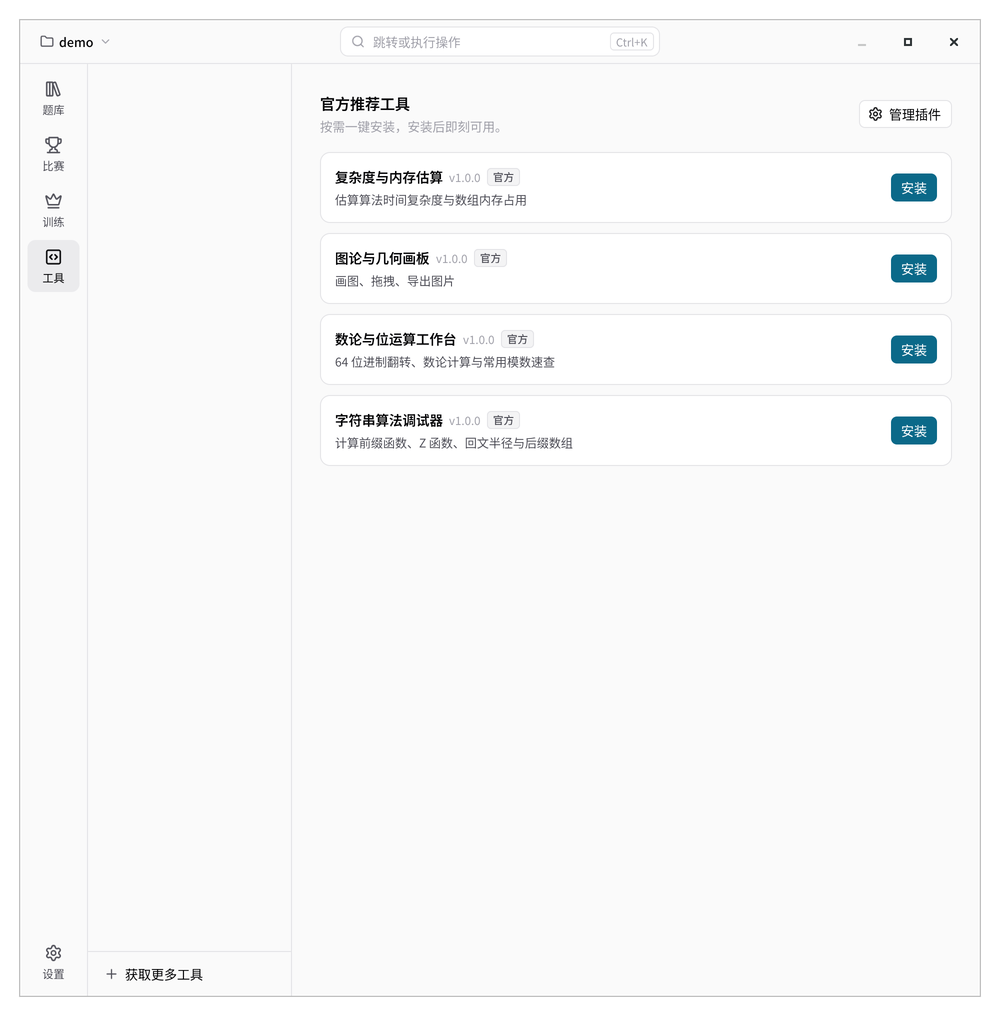 demo
跳转或执行操作
Ctrl+K
题库
比赛
训练
工具
设置
获取更多工具
官方推荐工具
按需一键安装，安装后即刻可用。
管理插件
复杂度与内存估算 v1.0.0 官方
估算算法时间复杂度与数组内存占用
安装
图论与几何画板 v1.0.0 官方
画图、拖拽、导出图片
安装
数论与位运算工作台 v1.0.0 官方
64 位进制翻转、数论计算与常用模数速查
安装
字符串算法调试器 v1.0.0 官方
计算前缀函数、Z 函数、回文半径与后缀数组
安装